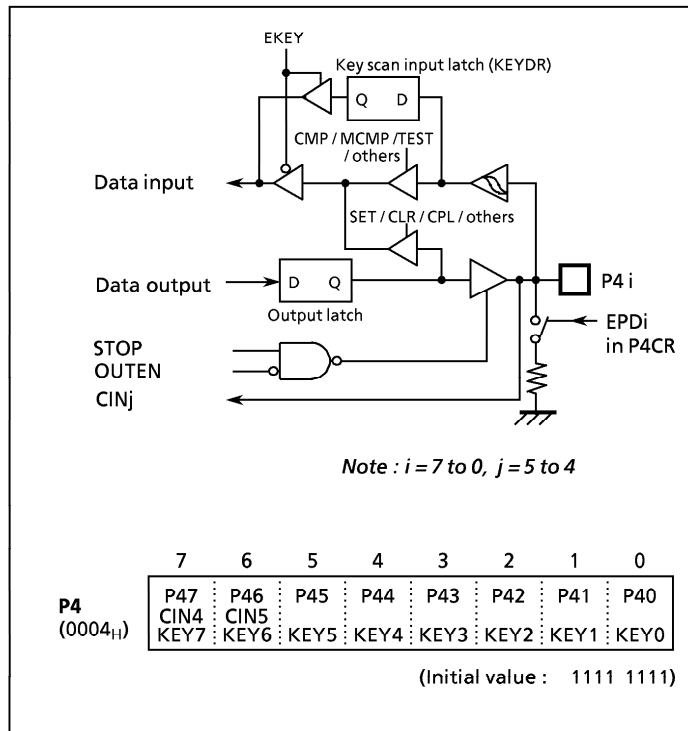 EKEY
Key scan input latch (KEYDR)
Q D
CMP / MCMP /TEST
/ others
Data input
SET / CLR / CPL / others
Data output
D Q
P4 i
Output latch
EPDi
in P4CR
STOP
OUTEN
CINj
Note : i = 7 to 0, j = 5 to 4
7 6 5 4 3 2 1 0
P4
(0004H)
P47 P46 P45 P44 P43 P42 P41 P40
CIN4 CIN5
KEY7 KEY6 KEY5 KEY4 KEY3 KEY2 KEY1 KEY0
(Initial value : 1111 1111)